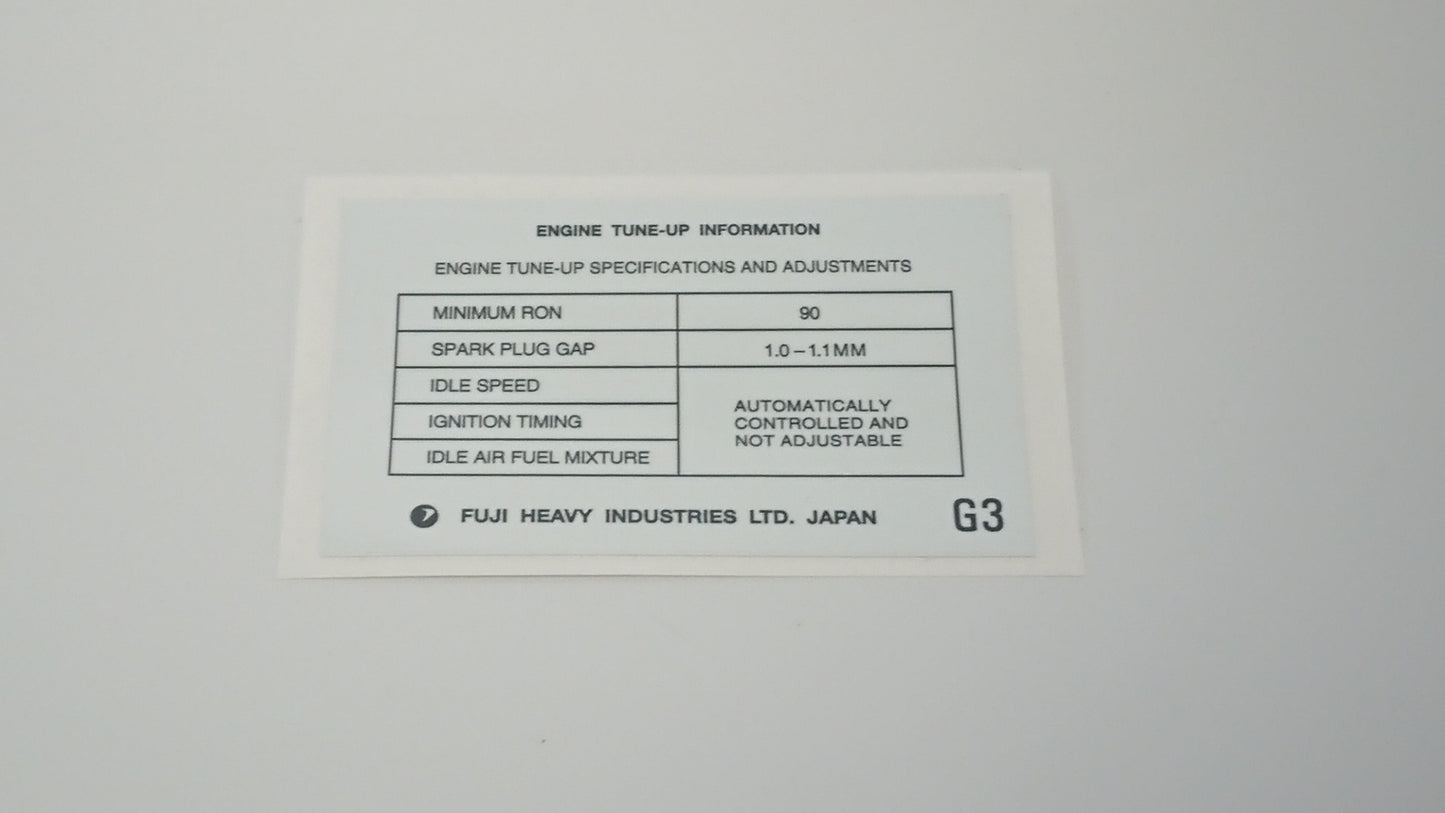 ENGINE TUNE-UP INFORMATION
ENGINE TUNE-UP SPECIFICATIONS AND ADJUSTMENTS
MINIMUM RON 90
SPARK PLUG GAP 1.0–1.1MM
IDLE SPEED
IGNITION TIMING
IDLE AIR FUEL MIXTURE
AUTOMATICALLY
CONTROLLED AND
NOT ADJUSTABLE
FUJI HEAVY INDUSTRIES LTD. JAPAN G3